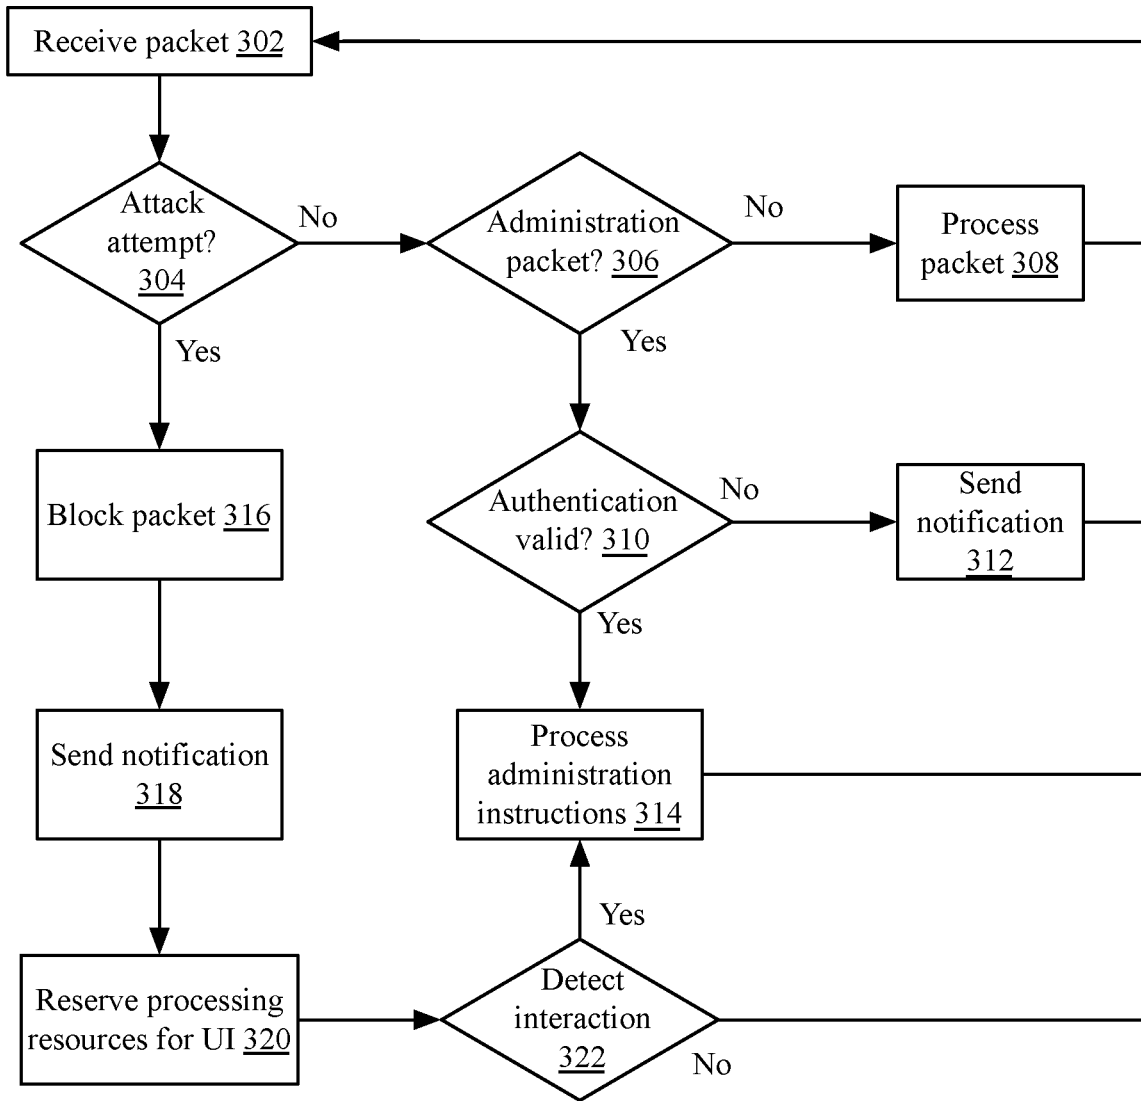 Receive packet 302
Attack
attempt?
304
No
Administration
packet? 306
No
Process
packet 308
Yes
Yes
Block packet 316
Authentication
valid? 310
No
Send
notification
312
Yes
Send notification
318
Process
administration
instructions 314
Yes
Reserve processing
resources for UI 320
Detect
interaction
322
No